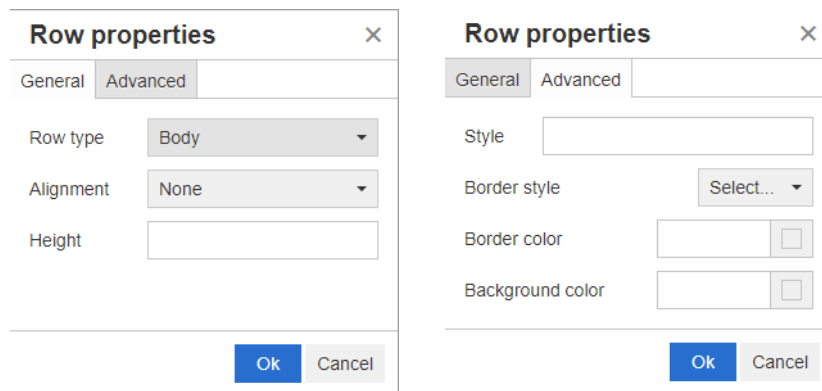 Row properties ×
General Advanced
Row type Body
Alignment None
Height
Ok Cancel
Row properties ×
General Advanced
Style
Border style Select...
Border color
Background color
Ok Cancel